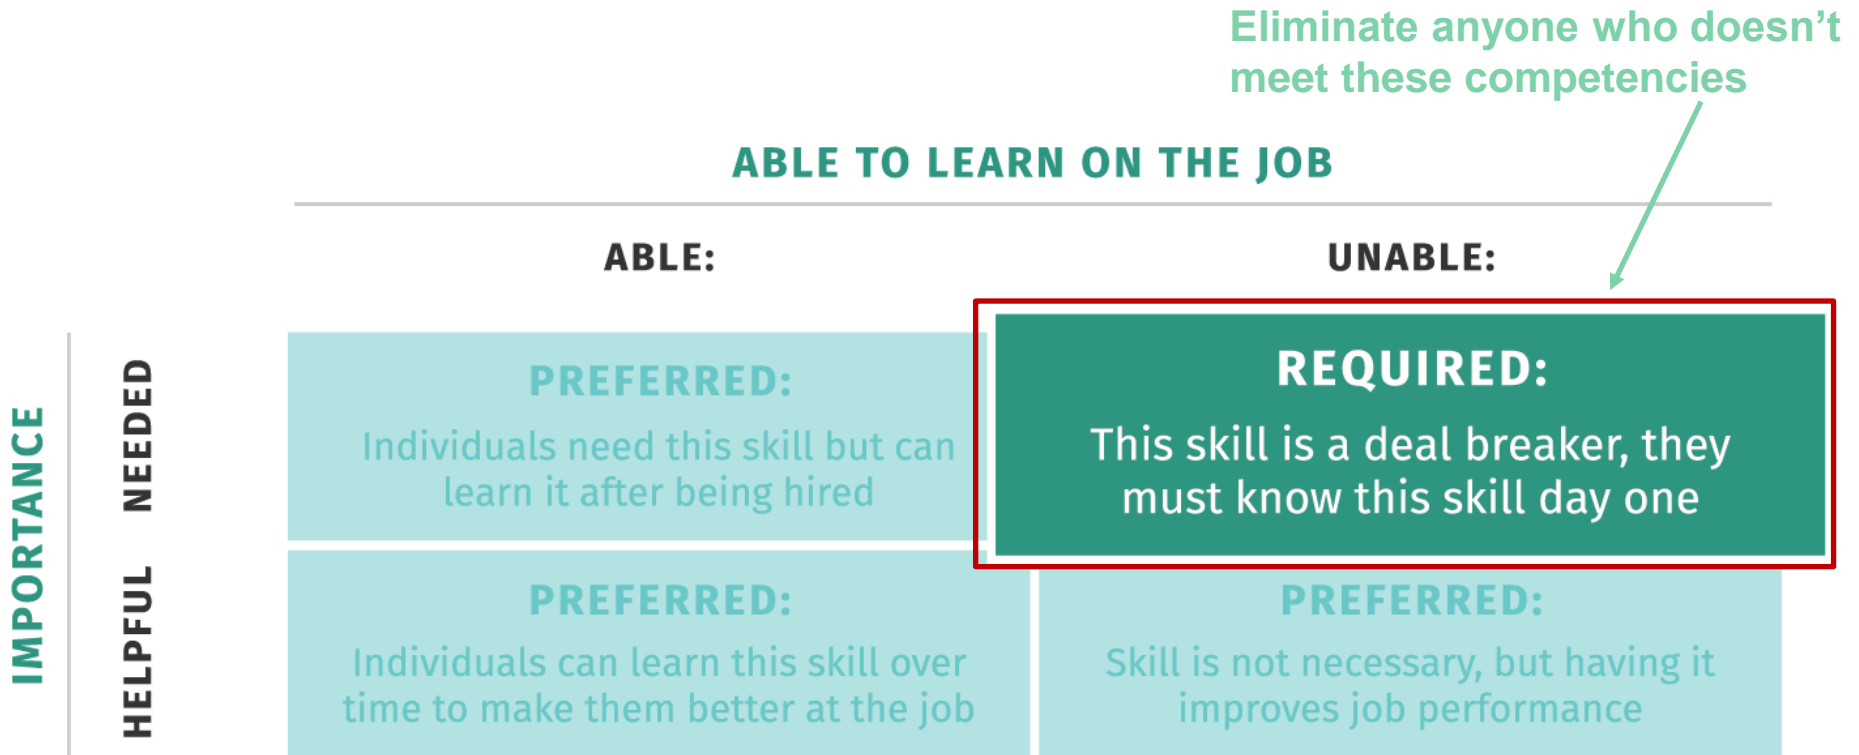 Eliminate anyone who doesn’t
meet these competencies
ABLE TO LEARN ON THE JOB
ABLE:
UNABLE:
IMPORTANCE
NEEDED
PREFERRED:
Individuals need this skill but can
learn it after being hired
REQUIRED:
This skill is a deal breaker, they
must know this skill day one
HELPFUL
PREFERRED:
Individuals can learn this skill over
time to make them better at the job
PREFERRED:
Skill is not necessary, but having it
improves job performance